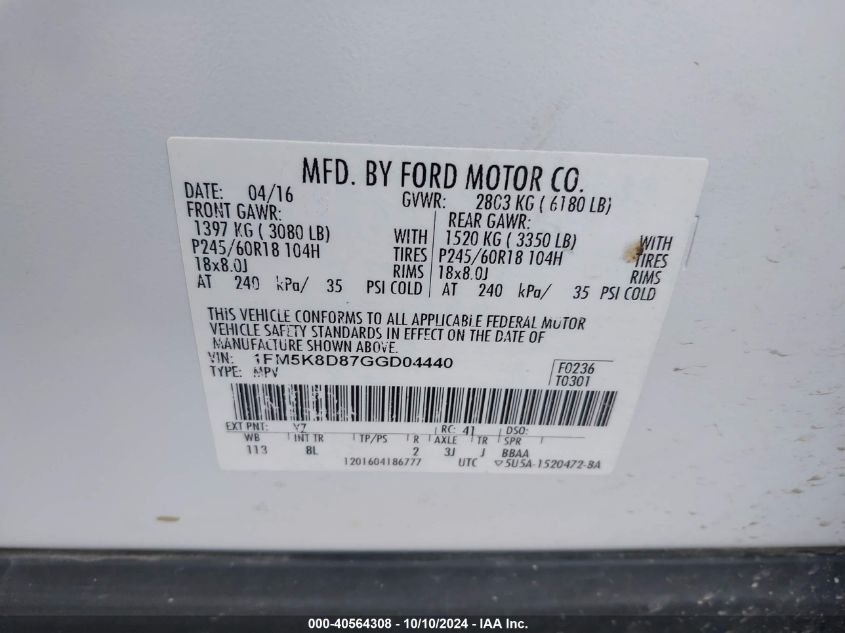 MFD. BY FORD MOTOR CO.
DATE: 04/16 GVWR: 2803 KG ( 6180 LB)
FRONT GAWR: REAR GAWR:
1397 KG ( 3080 LB) WITH 1520 KG ( 3350 LB) WITH
P245/60R18 104H TIRES P245/60R18 104H TIRES
18x8.0J RIMS 18x8.0J RIMS
AT 240 kPa/ 35 PSI COLD AT 240 kPa/ 35 PSI COLD
THIS VEHICLE CONFORMS TO ALL APPLICABLE FEDERAL MOTOR
VEHICLE SAFETY STANDARDS IN EFFECT ON THE DATE OF
MANUFACTURE SHOWN ABOVE.
VIN: 1FM5K8D87GGD04440
TYPE: MPV
F0236
T0301
EXT PNT: YZ RC: 41 DSO:
WB INT TR TP/PS R AXLE TR SPR
113 8L 2 3J J BBAA
1201604186777 UTC ▽5U5A-1520472-BA
000-40564308 - 10/10/2024 - IAA Inc.